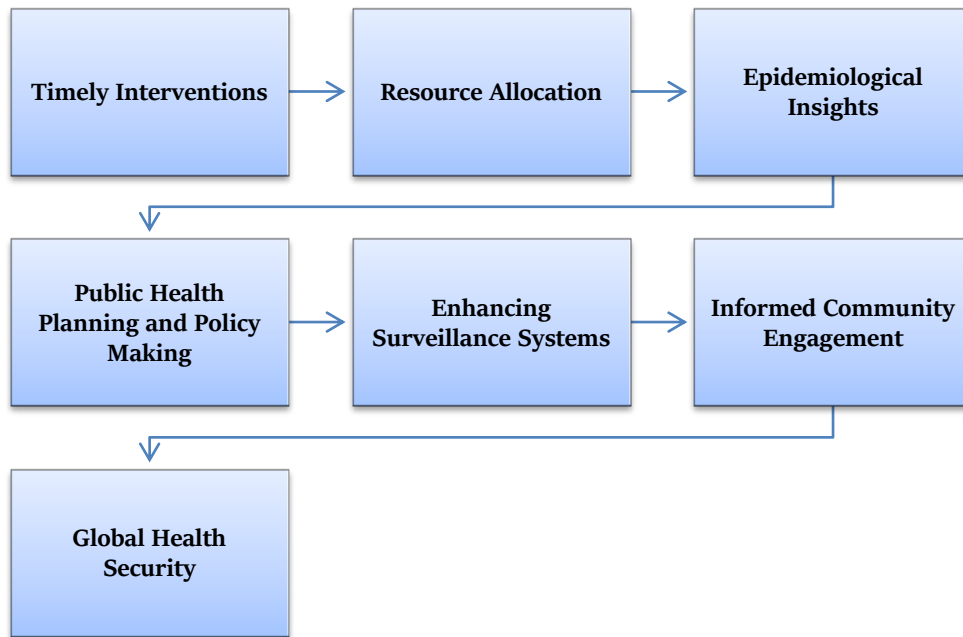 Timely Interventions
Resource Allocation
Epidemiological
Insights
Public Health
Planning and Policy
Making
Enhancing
Surveillance Systems
Informed Community
Engagement
Global Health
Security